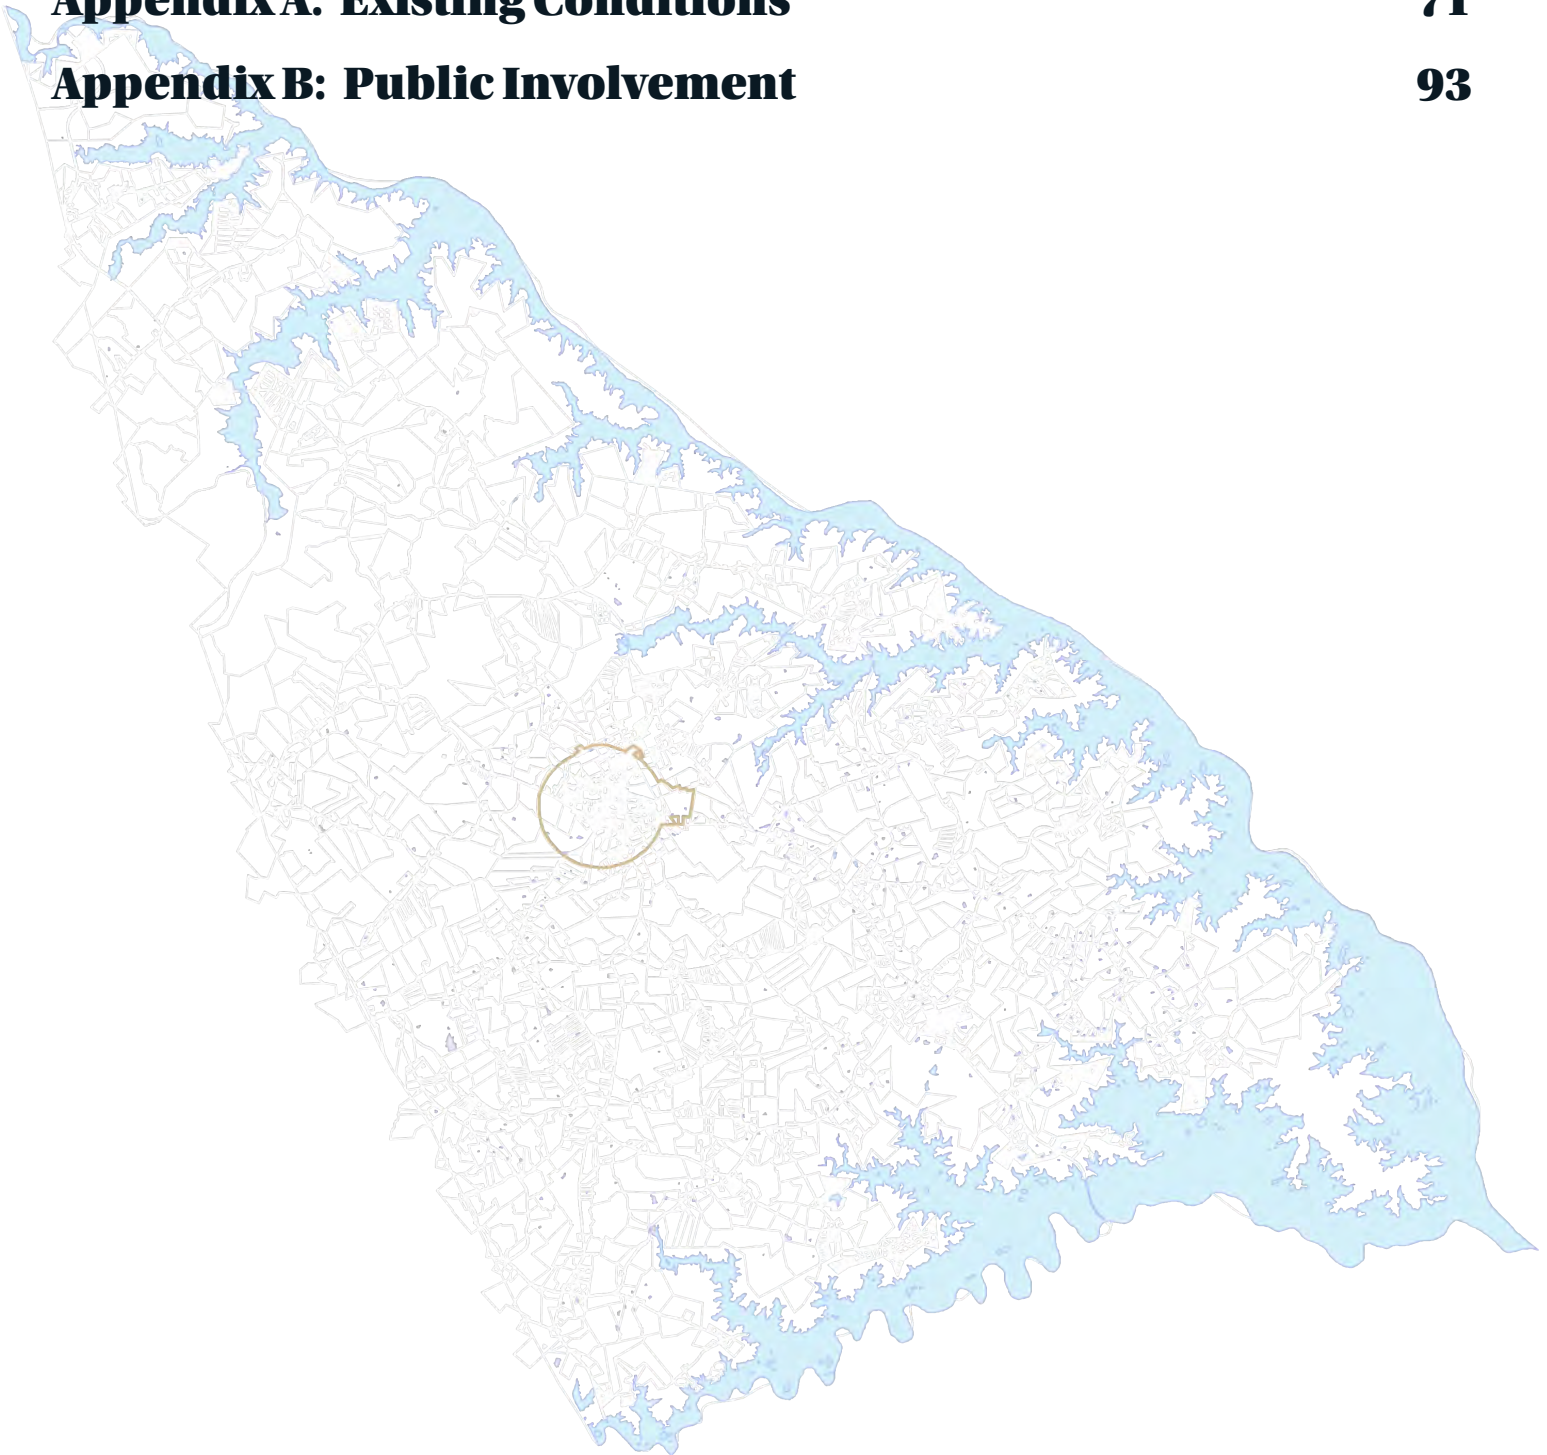 Appendix A: Existing Conditions 71
Appendix B: Public Involvement 93